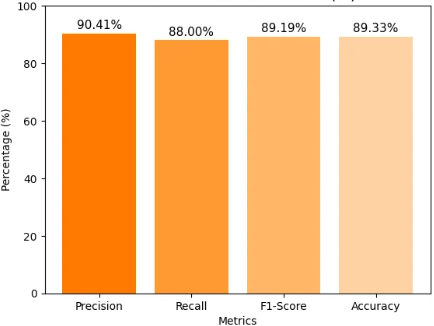 100
80
60
40
20
0
Percentage (%)
90.41%
88.00%
89.19%
89.33%
Precision
Recall
F1-Score
Accuracy
Metrics